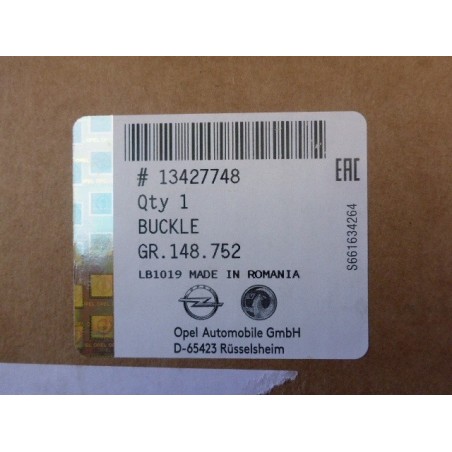 # 13427748
Qty 1
BUCKLE
GR.148.752
LB1019 MADE IN ROMANIA
Opel Automobile GmbH
D-65423 Rüsselsheim
EAC
S661634264